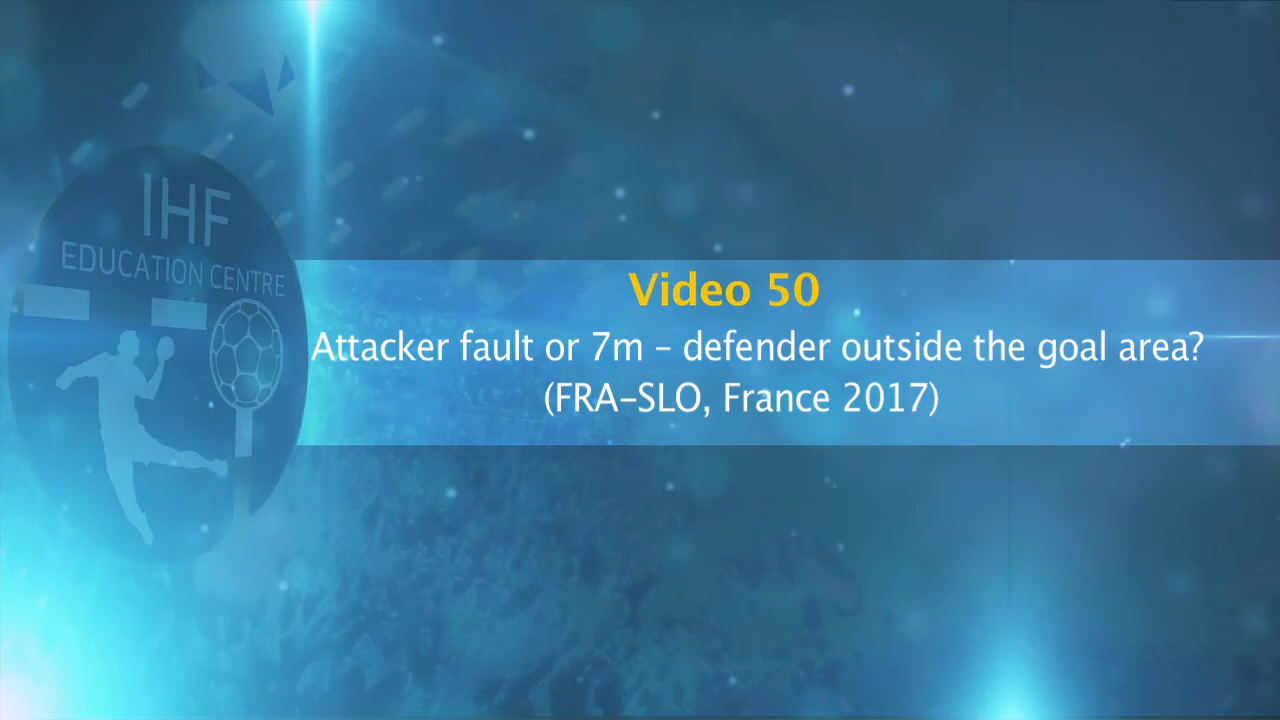 IHF
EDUCATION CENTRE
Video 50
Attacker fault or 7m – defender outside the goal area?
(FRA–SLO, France 2017)